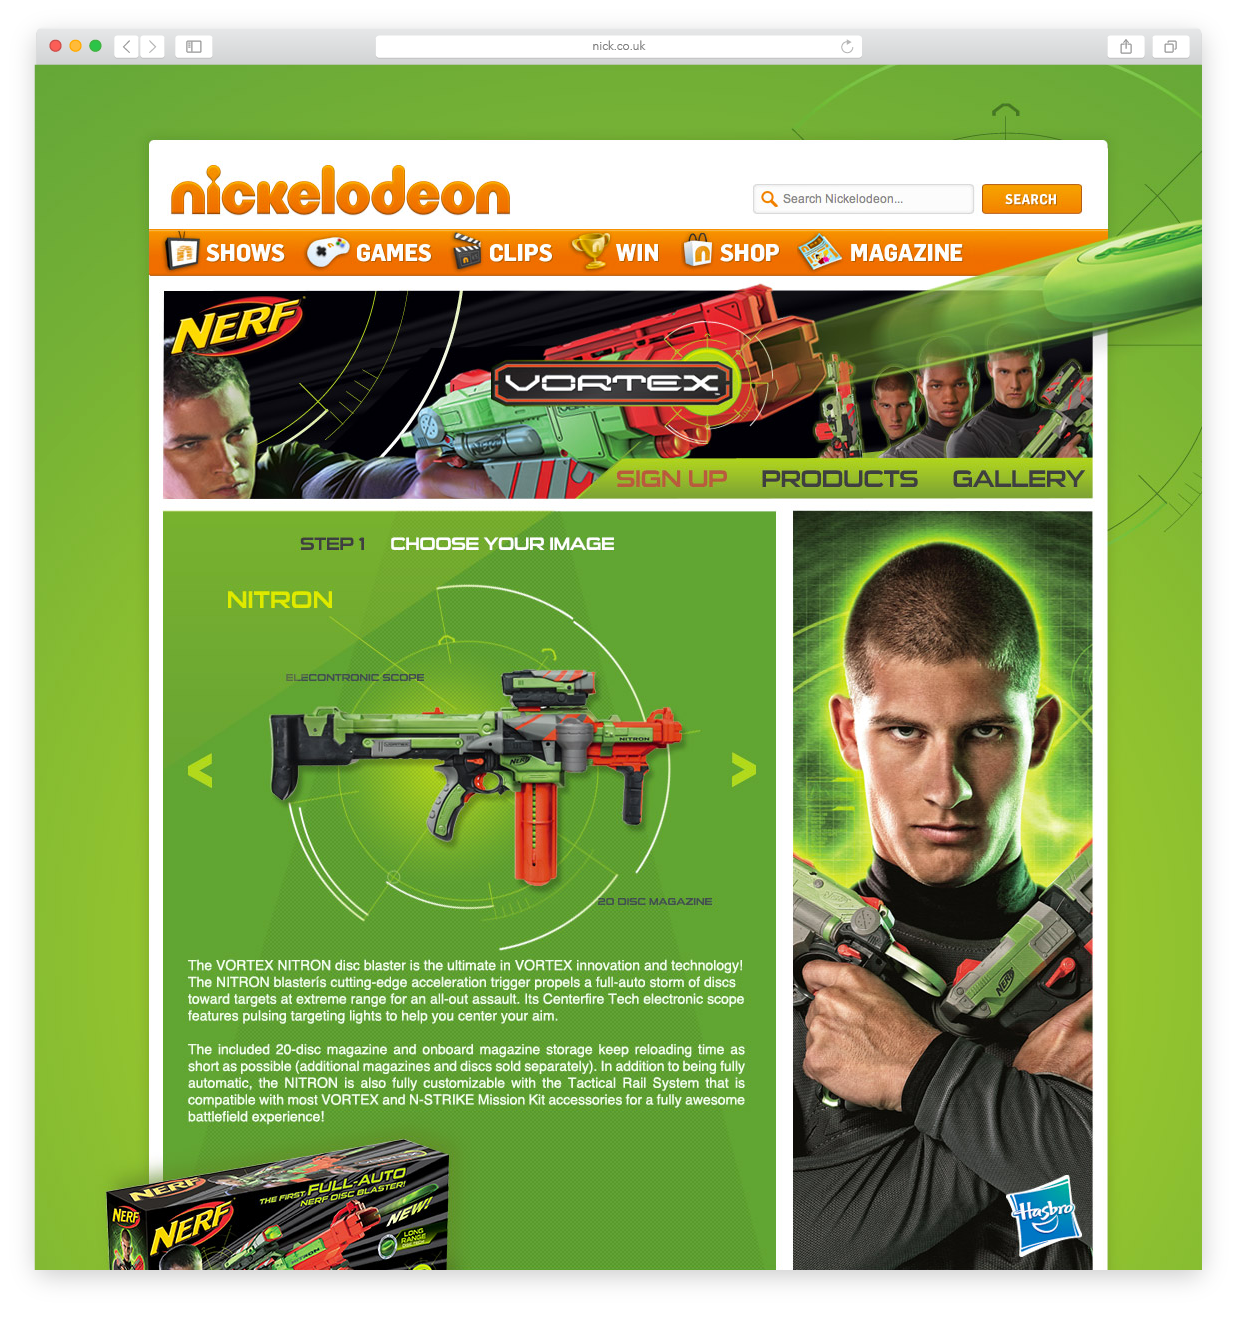 nick.co.uk
nickelodeon
Search Nickelodeon...
SEARCH
SHOWS GAMES CLIPS WIN SHOP MAGAZINE
NERF
VORTEX
VORTEX
NERF
SIGN UP PRODUCTS GALLERY
STEP 1 CHOOSE YOUR IMAGE
NITRON
ELECONTRONIC SCOPE
VORTEX
NITRON
NERF
20 DISC MAGAZINE
The VORTEX NITRON disc blaster is the ultimate in VORTEX innovation and technology!
The NITRON blasterís cutting-edge acceleration trigger propels a full-auto storm of discs
toward targets at extreme range for an all-out assault. Its Centerfire Tech electronic scope
features pulsing targeting lights to help you center your aim.
The included 20-disc magazine and onboard magazine storage keep reloading time as
short as possible (additional magazines and discs sold separately). In addition to being fully
automatic, the NITRON is also fully customizable with the Tactical Rail System that is
compatible with most VORTEX and N-STRIKE Mission Kit accessories for a fully awesome
battlefield experience!
NERF
THE FIRST FULL-AUTO
NERF DISC BLASTER!
NERF
NERF
NEW!
LONG
RANGE
NITRON
NERF
Hasbro